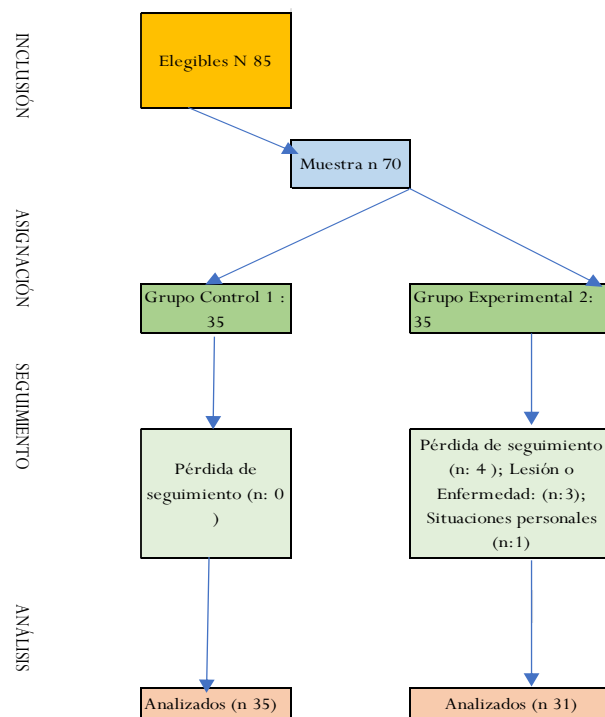 INCLUSIÓN
Elegibles N 85
Muestra n 70
ASIGNACIÓN
Grupo Control 1 :
35
Grupo Experimental 2:
35
SEGUIMIENTO
Pérdida de
seguimiento (n: 0
)
Pérdida de seguimiento
(n: 4 ); Lesión o
Enfermedad: (n:3);
Situaciones personales
(n:1)
ANÁLISIS
Analizados (n 35)
Analizados (n 31)